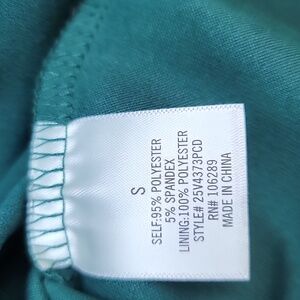 S
SELF:95% POLYESTER
5% SPANDEX
LINING:100% POLYESTER
STYLE# 25V4373PCD
RN# 106289
MADE IN CHINA